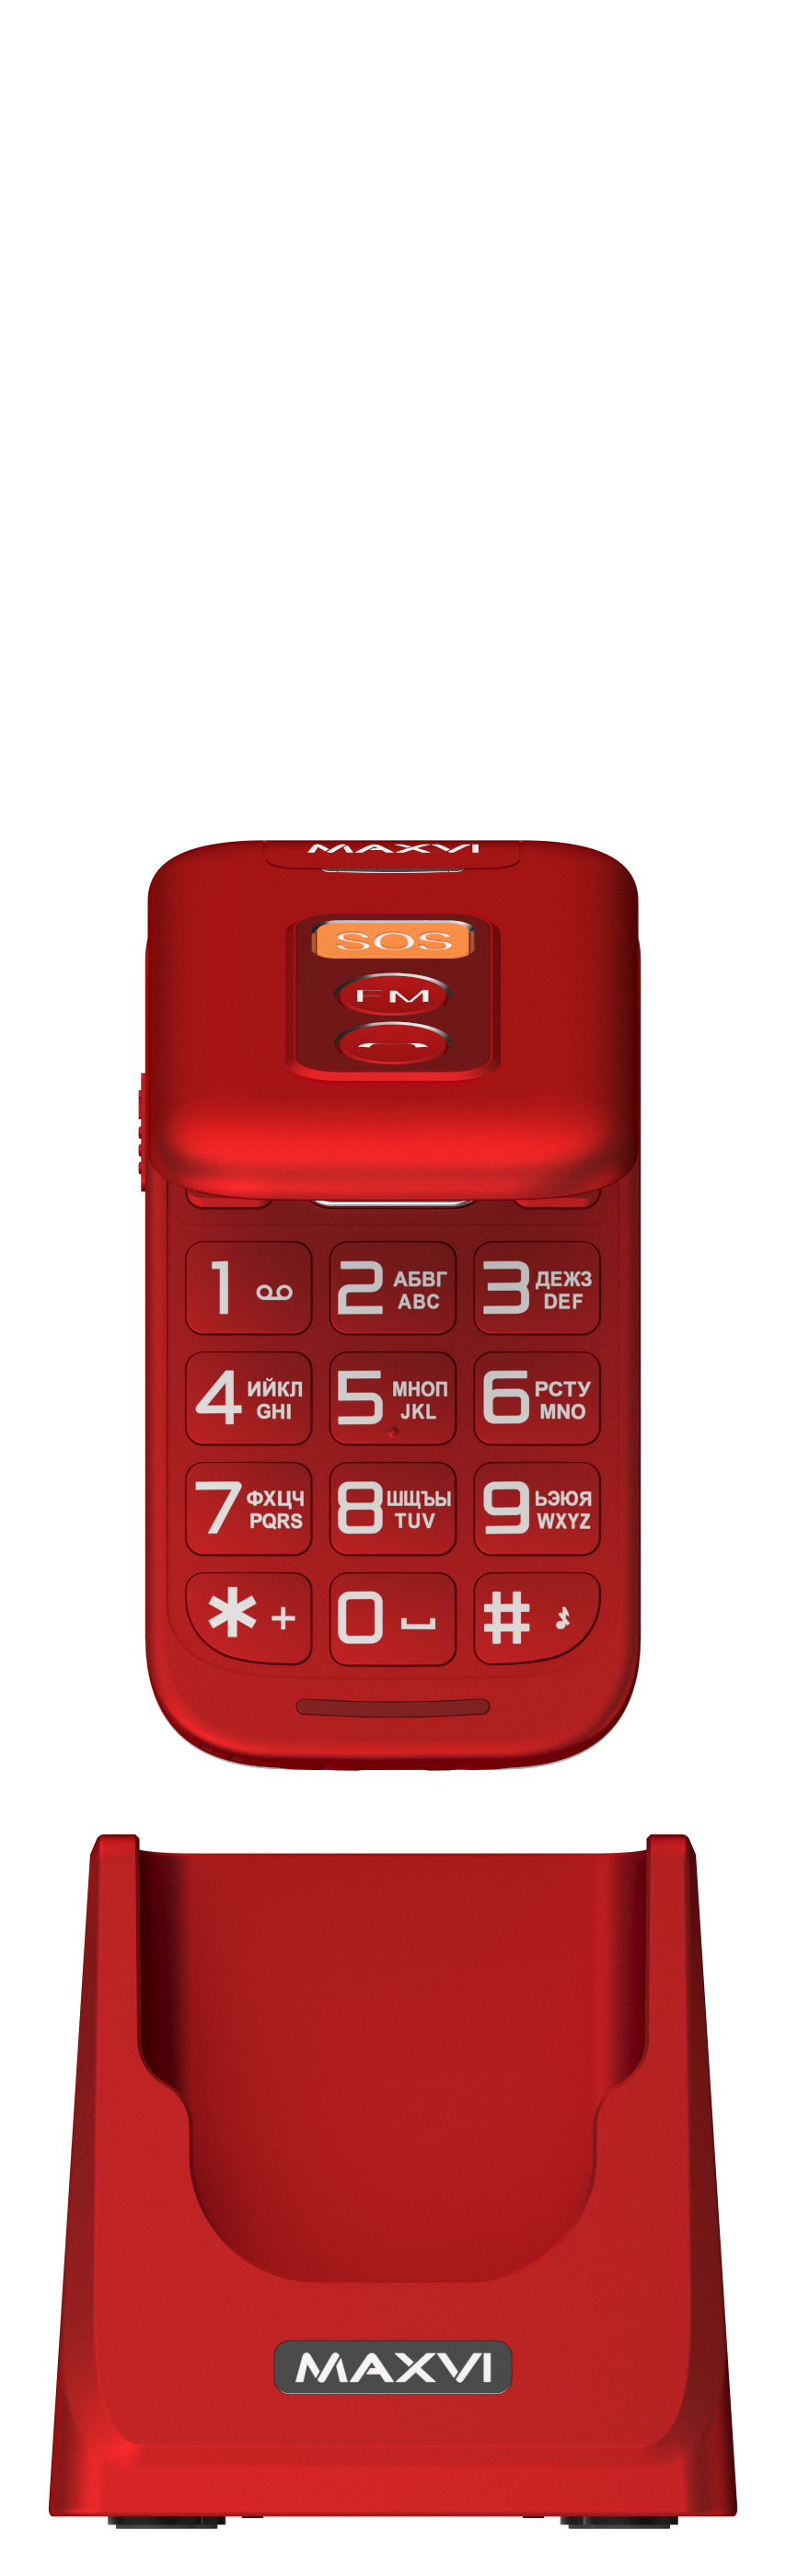 MAXVI
SOS
FM
1
2 АБВГ
ABC
3 ДЕЖЗ
DEF
4 ИЙКЛ
GHI
5 МНОП
JKL
6 РСТУ
MNO
7 ФХЦЧ
PQRS
8 ШЩЪЫ
TUV
9 ЬЭЮЯ
WXYZ
* +
0
#
MAXVI